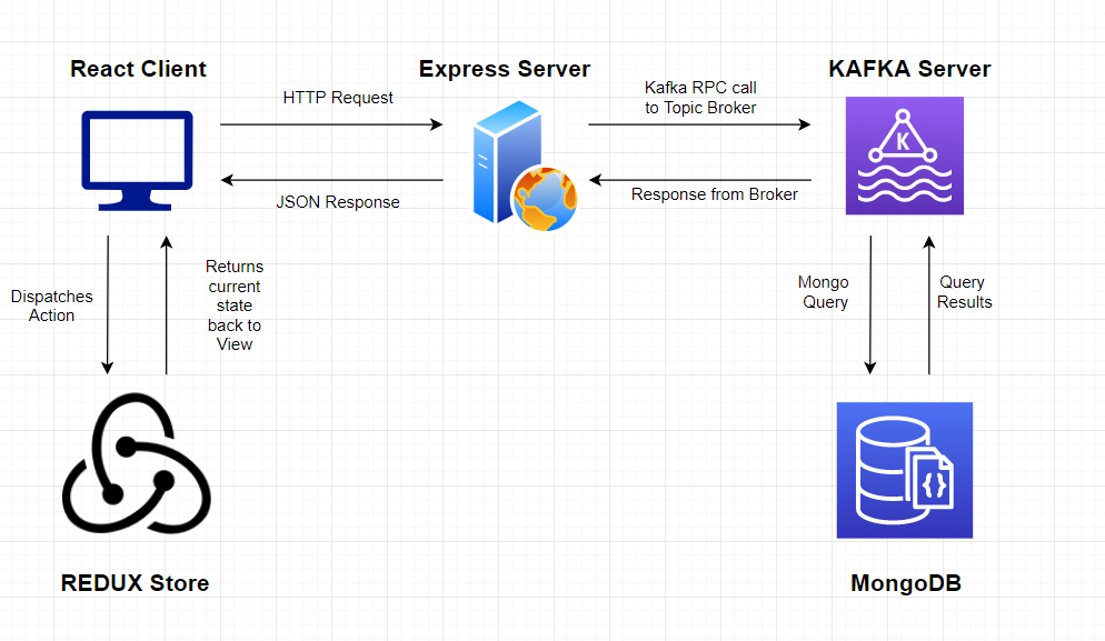 React Client
Express Server
KAFKA Server
HTTP Request
Kafka RPC call
to Topic Broker
K
JSON Response
Response from Broker
Dispatches
Action
Returns
current
state
back to
View
Mongo
Query
Query
Results
{}
REDUX Store
MongoDB